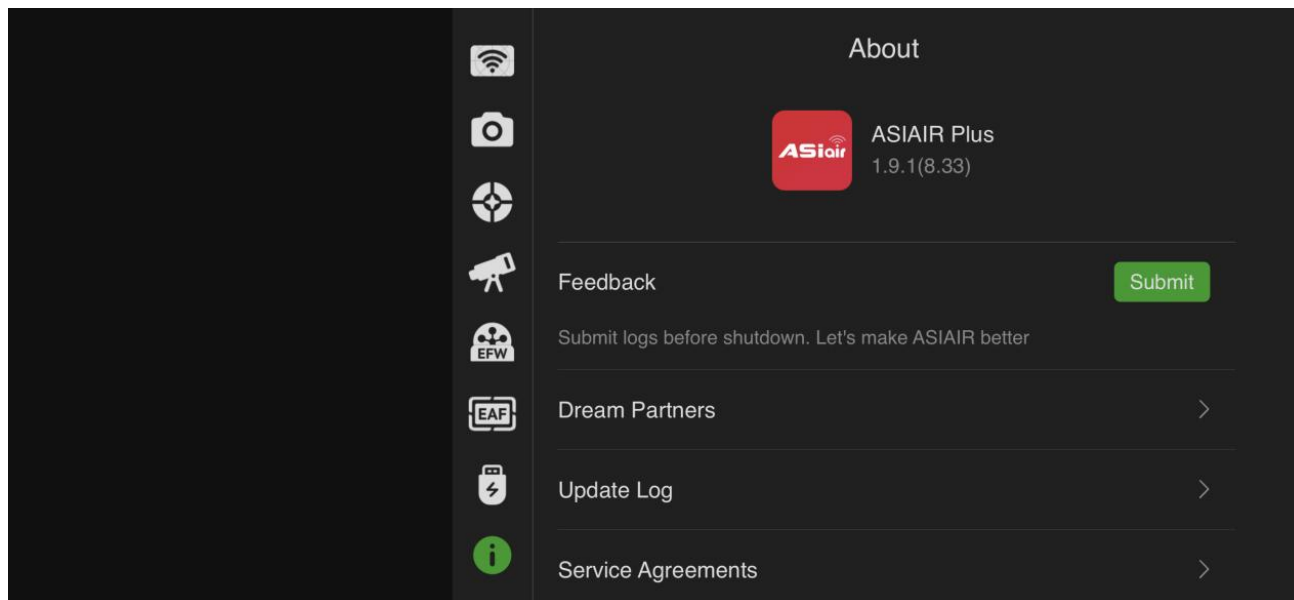 About
ASiair
ASIAIR Plus
1.9.1(8.33)
Feedback
Submit
Submit logs before shutdown. Let's make ASIAIR better
EFW
EAF
Dream Partners
Update Log
Service Agreements